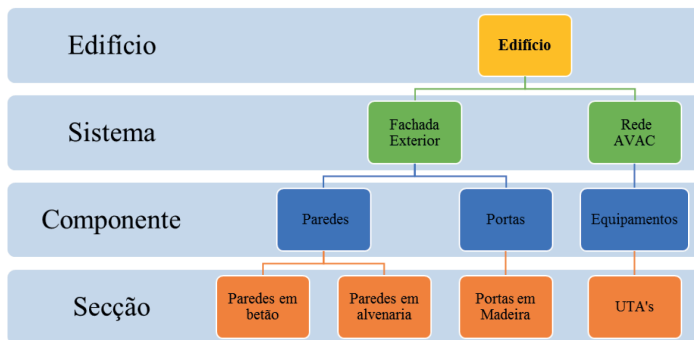 Edifício
Edifício
Sistema
Fachada
Exterior
Rede
AVAC
Componente
Paredes
Portas
Equipamentos
Secção
Paredes em
betão
Paredes em
alvenaria
Portas em
Madeira
UTA's